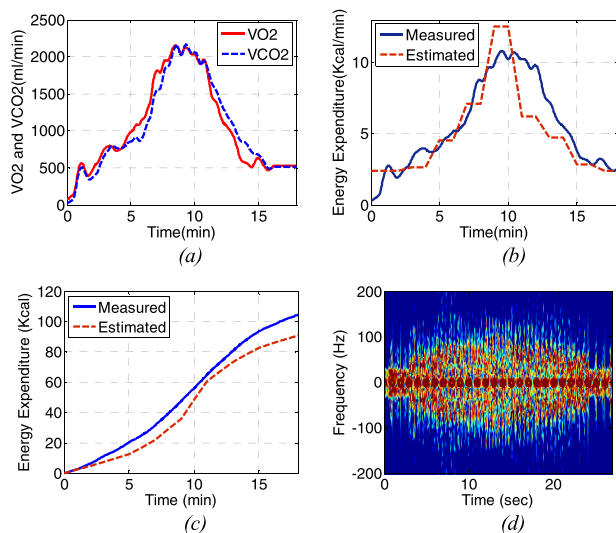 VO2 and VCO2(ml/min)
2500
2000
1500
1000
500
0
VO2
VCO2
0 5 10 15
Time(min)
(a)
Energy Expenditure(Kcal/min)
10
5
0
Measured
Estimated
0 5 10 15
Time(min)
(b)
Energy Expenditure (Kcal)
120
100
80
60
40
20
0
Measured
Estimated
0 5 10 15
Time (min)
(c)
Frequency (Hz)
200
100
0
-100
-200
0 10 20
Time (sec)
(d)